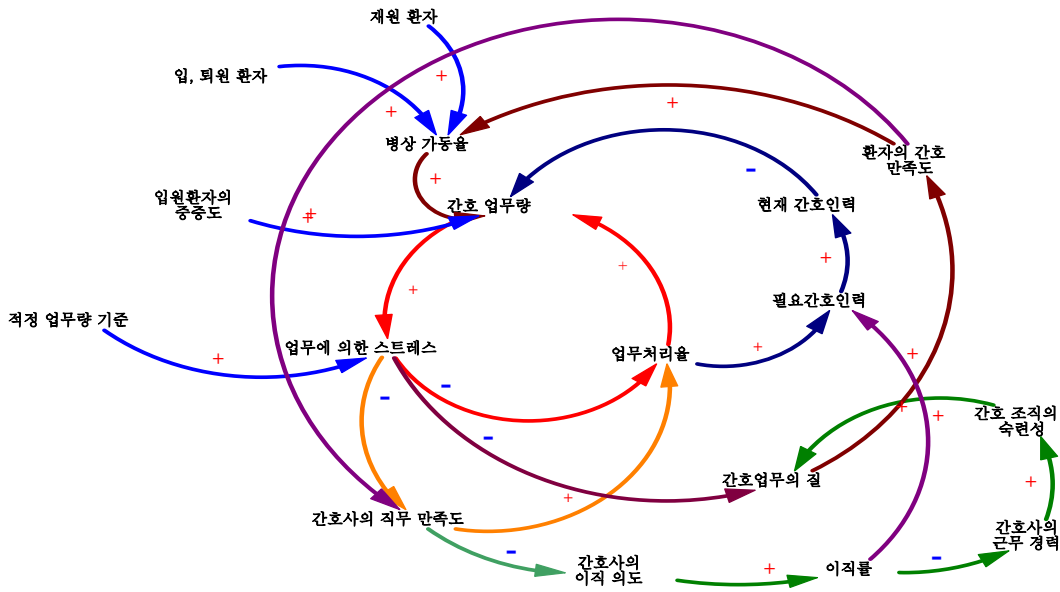 재원 환자
입, 퇴원 환자
+
+
+
병상 가동율
환자의 간호
만족도
-
+
입원환자의
중증도
간호 업무량
현재 간호인력
+
+
+
+
+
필요간호인력
적정 업무량 기준
업무에 의한 스트레스
업무처리율
+
+
+
-
-
+
+
간호 조직의
숙련성
-
간호업무의 질
+
+
간호사의 직무 만족도
간호사의
근무 경력
-
-
간호사의
이직 의도
+
이직률